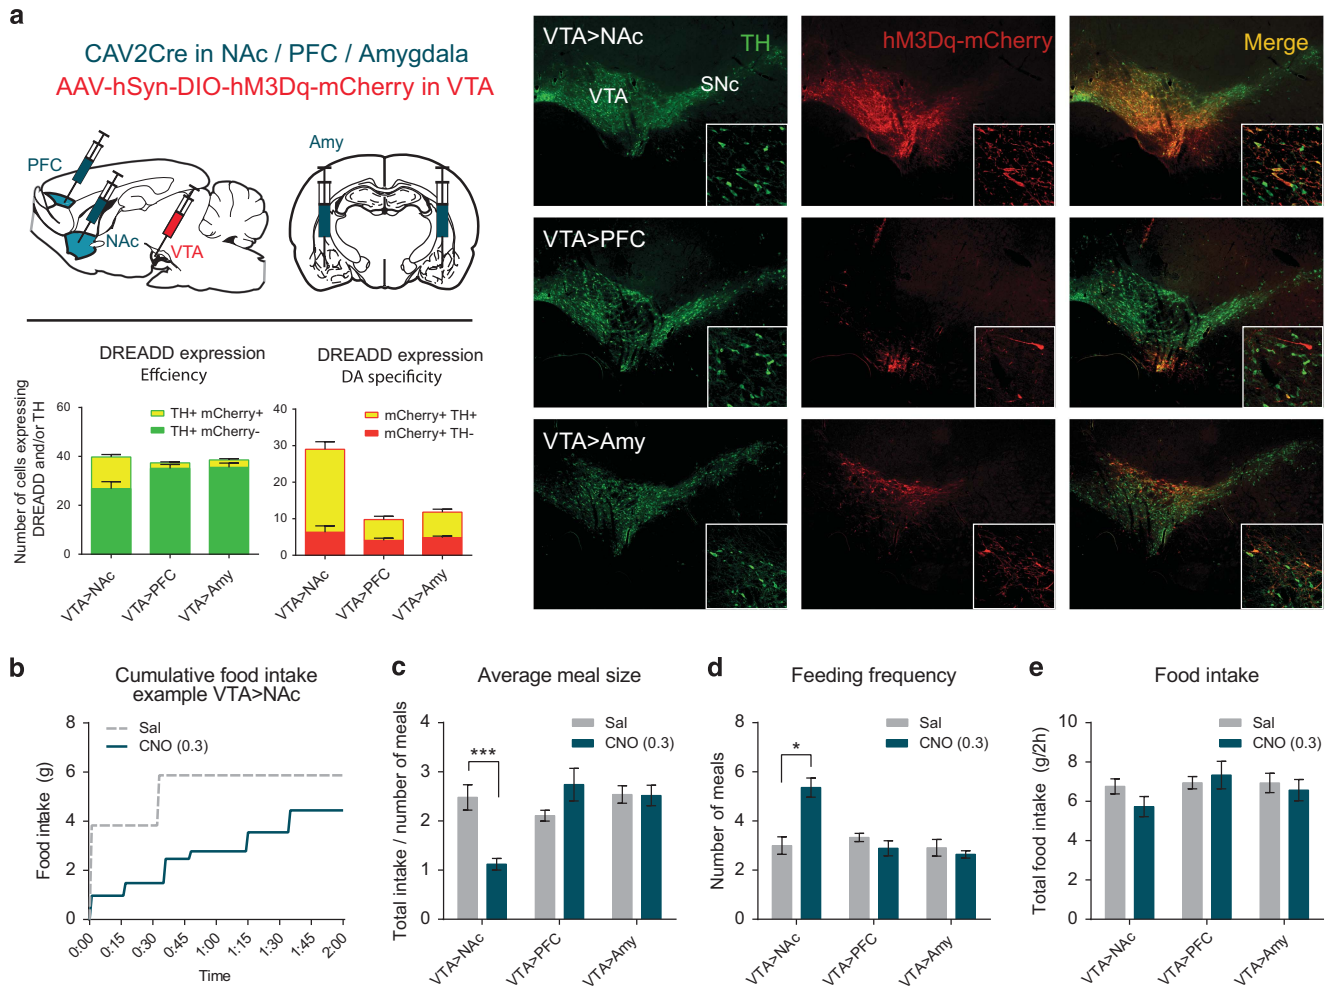 a
CAV2Cre in NAc / PFC / Amygdala
AAV-hSyn-DIO-hM3Dq-mCherry in VTA
PFC
NAc
VTA
Amy
DREADD expression
Effciency
Number of cells expressing
DREADD and/or TH
60
40
20
0
TH+ mCherry+
TH+ mCherry-
VTA>NAc
VTA>PFC
VTA>Amy
DREADD expression
DA specificity
40
30
20
10
0
mCherry+ TH+
mCherry+ TH-
VTA>NAc
VTA>PFC
VTA>Amy
VTA>NAc
TH
VTA
SNc
hM3Dq-mCherry
Merge
VTA>PFC
VTA>Amy
b
Cumulative food intake
example VTA>NAc
Food intake (g)
8
6
4
2
0
Sal
CNO (0.3)
0:00
0:15
0:30
0:45
1:00
1:15
1:30
1:45
2:00
Time
c
Average meal size
Total intake / number of meals
4
3
2
1
0
Sal
CNO (0.3)
***
VTA>NAc
VTA>PFC
VTA>Amy
d
Feeding frequency
Number of meals
8
6
4
2
0
Sal
CNO (0.3)
*
VTA>NAc
VTA>PFC
VTA>Amy
e
Food intake
Total food intake (g/2h)
10
8
6
4
2
0
Sal
CNO (0.3)
VTA>NAc
VTA>PFC
VTA>Amy